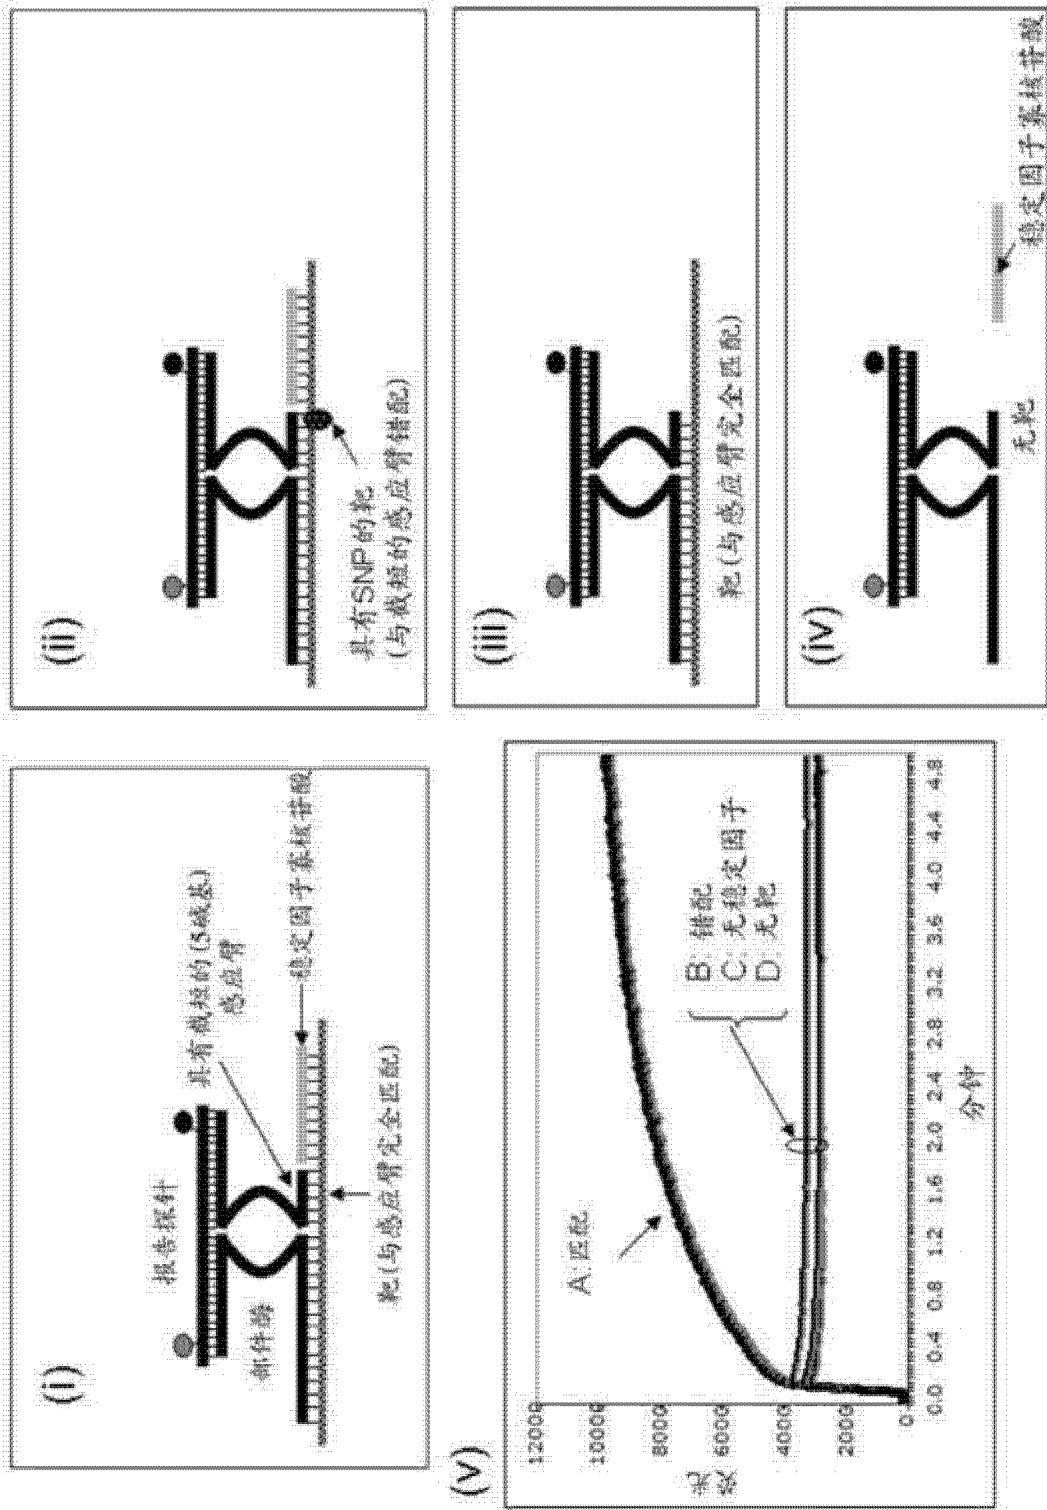 (i)
报告探针
部件酶
具有截短的(5碱基)
感应臂
稳定因子寡核苷酸
靶(与感应臂完全匹配)
(ii)
具有SNP的靶
(与截短的感应臂错配)
(iii)
靶(与感应臂完全匹配)
(iv)
无靶
稳定因子寡核苷酸
(v)
12000
10000
8000
6000
4000
2000
0
荧光
A:匹配
B: 错配
C: 无稳定因子
D: 无靶
0.0 0.4 0.8 1.2 1.6 2.0 2.4 2.8 3.2 3.6 4.0 4.4 4.8
分钟